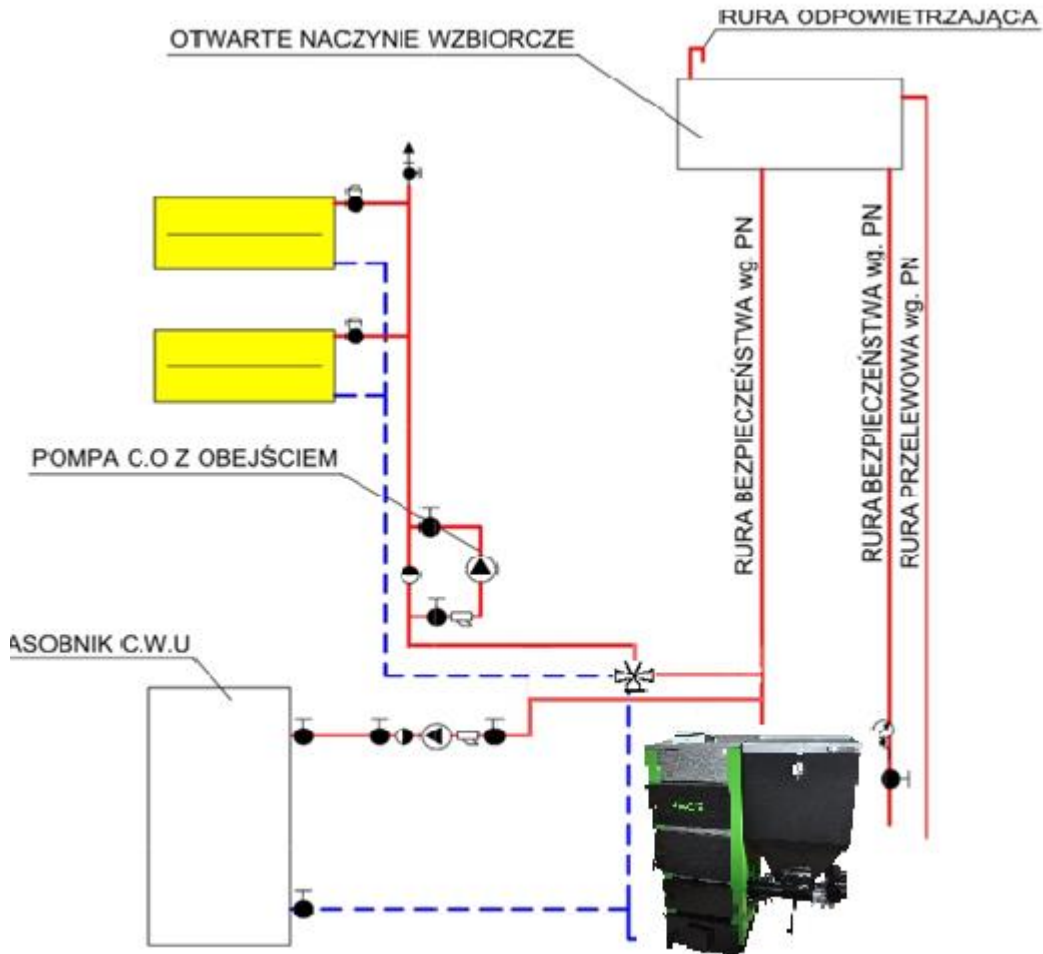 RURA ODPOWIETRZAJĄCA
OTWARTE NACZYNIE WZBIORCZE
RURA BEZPIECZEŃSTWA wg. PN
RURA BEZPIECZEŃSTWA wg. PN
RURA PRZELEWOWA wg. PN
POMPA C.O Z OBEJŚCIEM
ASOBNIK C.W.U